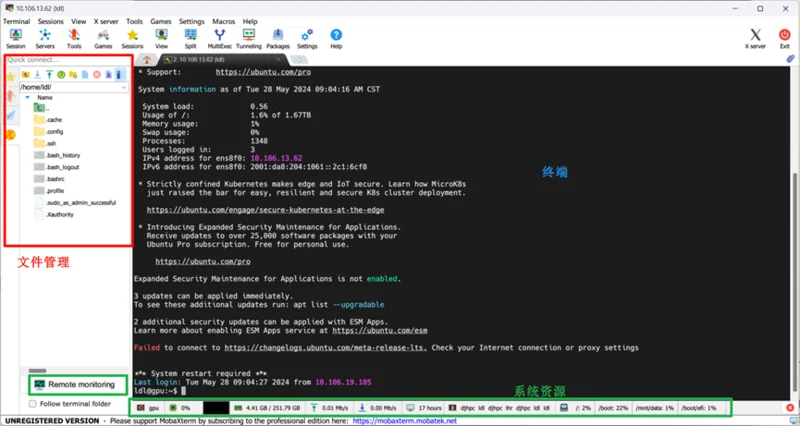 10.106.13.62 (ldl)
Terminal Sessions View X server Tools Games Settings Macros Help
Session Servers Tools Games Sessions View Split MultiExec Tunneling Packages Settings Help X server Exit
Quick connect...
2. 10.106.13.62 (ldl)
/home/ldl/
Name
..
.cache
.config
.ssh
.bash_history
.bash_logout
.bashrc
.profile
.sudo_as_admin_successful
.Xauthority
文件管理
Remote monitoring
Follow terminal folder
* Support: https://ubuntu.com/pro
System information as of Tue 28 May 2024 09:04:16 AM CST
System load: 0.56
Usage of /: 1.6% of 1.67TB
Memory usage: 1%
Swap usage: 0%
Processes: 1348
Users logged in: 3
IPv4 address for ens8f0: 10.106.13.62
IPv6 address for ens8f0: 2001:da8:204:1061::2c1:6cf8
* Strictly confined Kubernetes makes edge and IoT secure. Learn how MicroK8s
just raised the bar for easy, resilient and secure K8s cluster deployment.
https://ubuntu.com/engage/secure-kubernetes-at-the-edge
* Introducing Expanded Security Maintenance for Applications.
Receive updates to over 25,000 software packages with your
Ubuntu Pro subscription. Free for personal use.
https://ubuntu.com/pro
Expanded Security Maintenance for Applications is not enabled.
3 updates can be applied immediately.
To see these additional updates run: apt list --upgradable
2 additional security updates can be applied with ESM Apps.
Learn more about enabling ESM Apps service at https://ubuntu.com/esm
Failed to connect to https://changelogs.ubuntu.com/meta-release-lts. Check your Internet connection or proxy settings
*** System restart required ***
Last login: Tue May 28 09:04:27 2024 from 10.106.19.105
ldl@gpu:~$
终端
系统资源
gpu 0% 4.41 GB / 251.79 GB 0.01 Mb/s 0.00 Mb/s 17 hours djhpc ldl djhpc lhr djhpc ldl ldl /: 2% /boot: 22% /mnt/data: 1% /boot/efi: 1%
UNREGISTERED VERSION - Please support MobaXterm by subscribing to the professional edition here: https://mobaxterm.mobatek.net